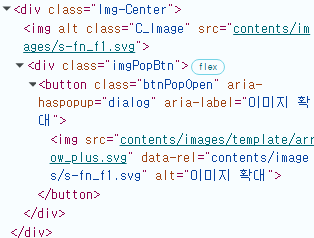 <div class="Img-Center">
<img alt class="C_Image" src="contents/im
ages/s-fn_f1.svg">
<div class="imgPopBtn"> flex
<button class="btnPopOpen" aria-
haspopup="dialog" aria-label="이미지 확
대">
<img src="contents/images/template/arr
ow_plus.svg" data-rel="contents/image
s/s-fn_f1.svg" alt="이미지 확대">
</button>
</div>
</div>